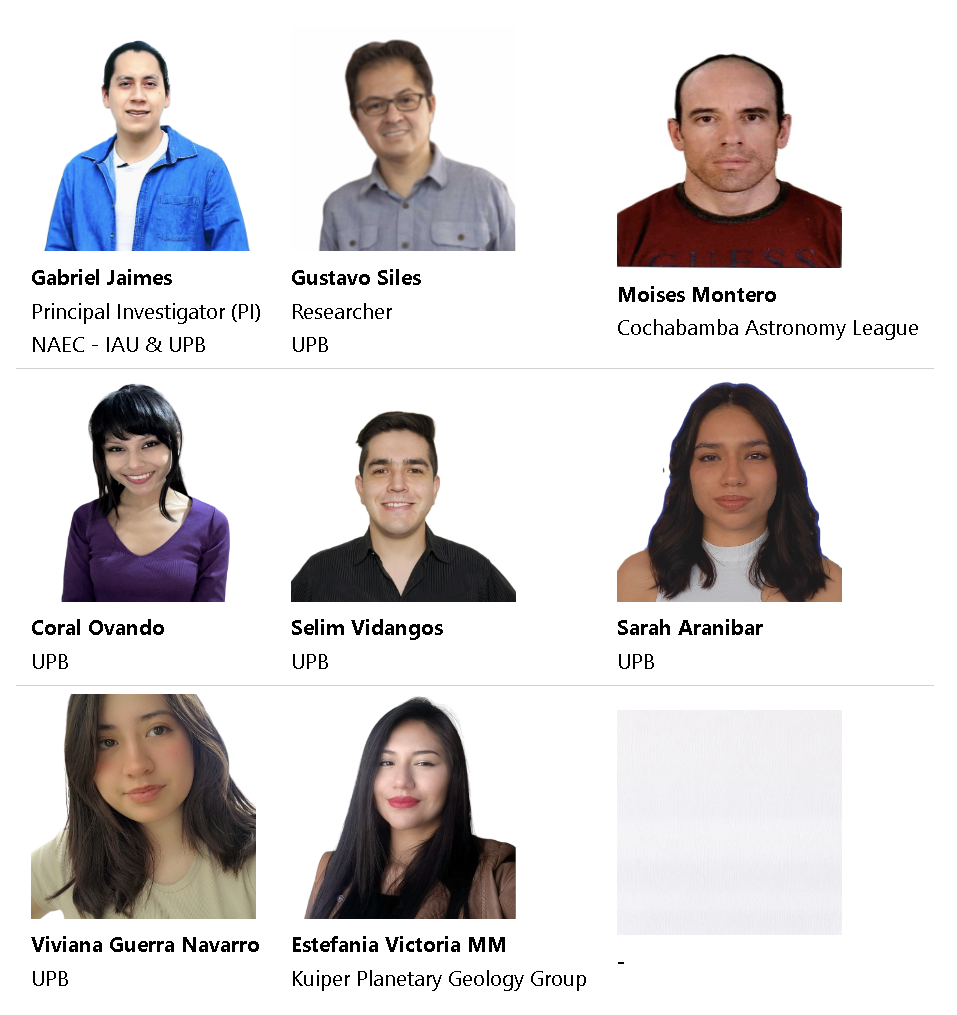 Gabriel Jaimes
Principal Investigator (PI)
NAEC - IAU & UPB
Gustavo Siles
Researcher
UPB
GUESS
Moises Montero
Cochabamba Astronomy League
Coral Ovando
UPB
Selim Vidangos
UPB
Sarah Aranibar
UPB
Viviana Guerra Navarro
UPB
Estefania Victoria MM
Kuiper Planetary Geology Group
-